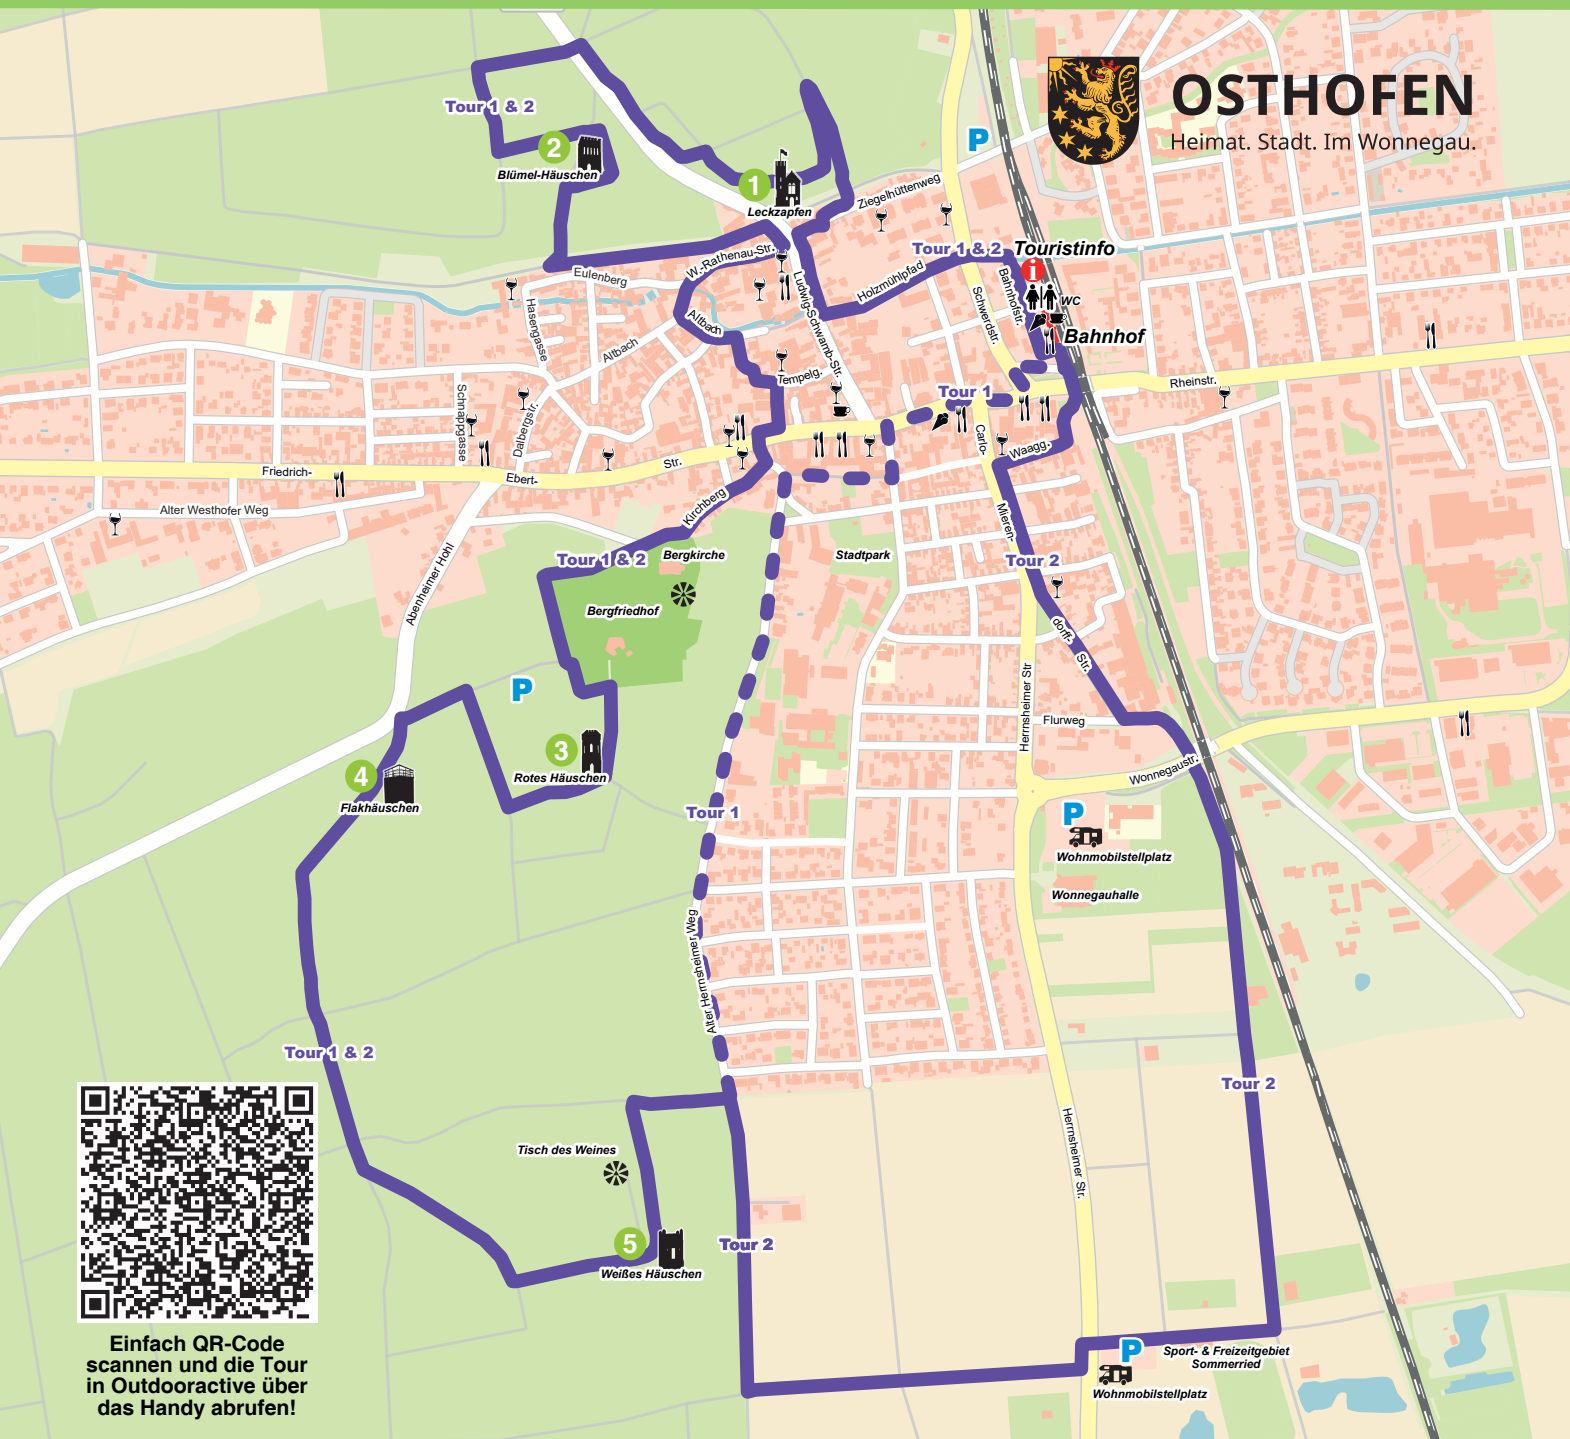 OSTHOFEN
Heimat. Stadt. Im Wonnegau.
Tour 1 & 2
P
2
Blümel-Häuschen
1
Leckzapfen
Ziegelhüttenweg
Tour 1 & 2
Touristinfo
i
W.-Rathenau-Str.
Eulenberg
Holzmühlpfad
Bahnhofstr.
WC
Hasengasse
Altbach
Ludwig-Schwamb-Str.
Schwerdstr.
Bahnhof
Altbach
Tempelg.
Rheinstr.
Tour 1
Schnappgasse
Dalbergstr.
Carlo-
Waagg.
Friedrich-
Ebert-
Str.
Alter Westhofer Weg
Kirchberg
Mieren-
Abenheimer Hohl
Tour 1 & 2
Bergkirche
Stadtpark
Tour 2
Bergfriedhof
dorff-
Str.
P
Herrnsheimer Str
Flurweg
3
Rotes Häuschen
4
Flakhäuschen
Wonnegaustr.
Tour 1
P
Wohnmobilstellplatz
Wonnegauhalle
Alter Herrnsheimer Weg
Tour 1 & 2
Tour 2
Herrnsheimer Str.
Tisch des Weines
5
Weißes Häuschen
Tour 2
P
Sport- & Freizeitgebiet
Sommerried
Wohnmobilstellplatz
Einfach QR-Code
scannen und die Tour
in Outdooractive über
das Handy abrufen!